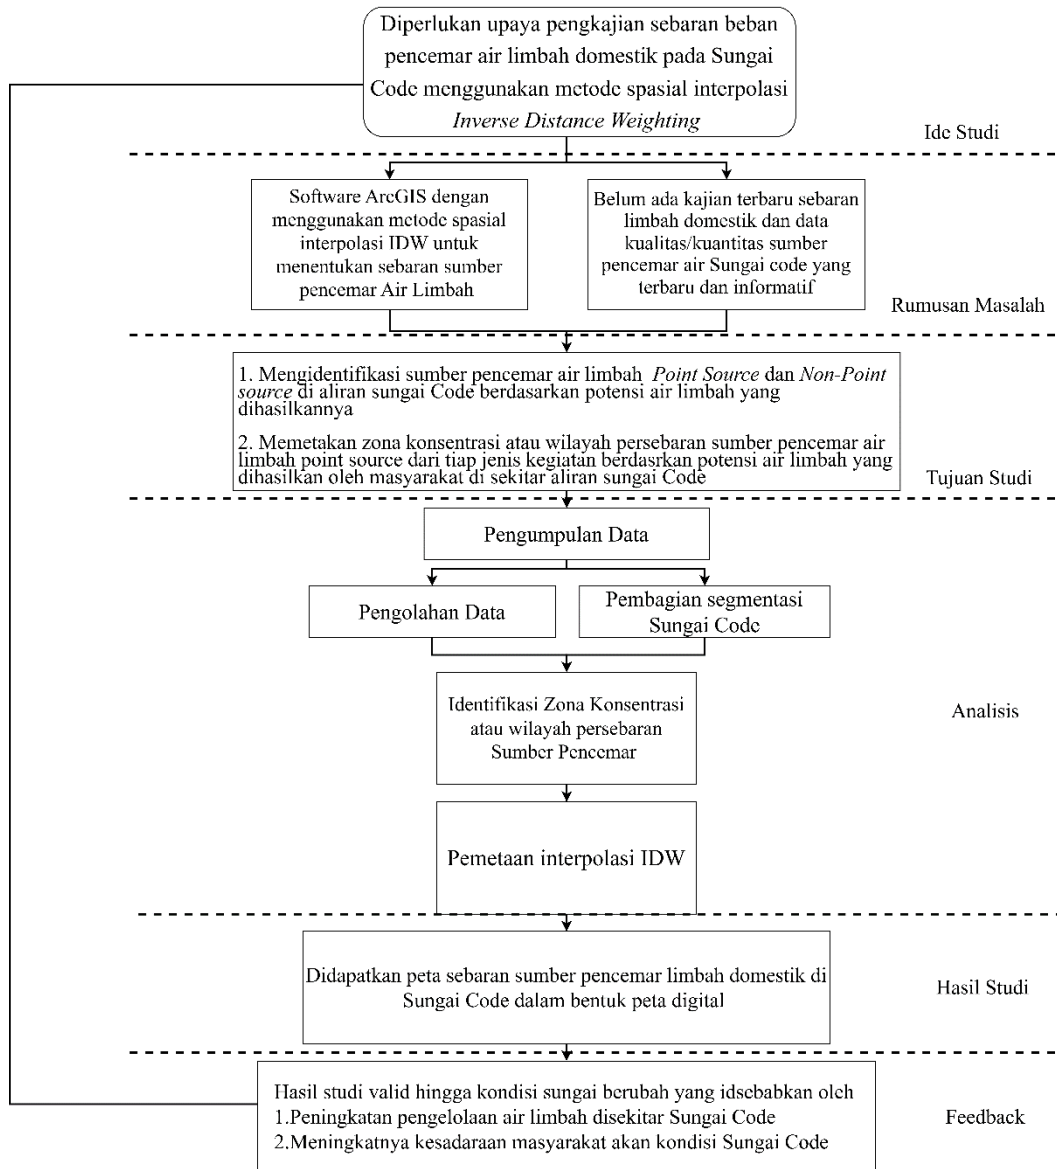 Diperlukan upaya pengkajian sebaran beban
pencemar air limbah domestik pada Sungai
Code menggunakan metode spasial interpolasi
Inverse Distance Weighting
Ide Studi
Software ArcGIS dengan
menggunakan metode spasial
interpolasi IDW untuk
menentukan sebaran sumber
pencemar Air Limbah
Belum ada kajian terbaru sebaran
limbah domestik dan data
kualitas/kuantitas sumber
pencemar air Sungai code yang
terbaru dan informatif
Rumusan Masalah
1. Mengidentifikasi sumber pencemar air limbah Point Source dan Non-Point
source di aliran sungai Code berdasarkan potensi air limbah yang
dihasilkannya
2. Memetakan zona konsentrasi atau wilayah persebaran sumber pencemar air
limbah point source dari tiap jenis kegiatan berdasrkan potensi air limbah yang
dihasilkan oleh masyarakat di sekitar aliran sungai Code
Tujuan Studi
Pengumpulan Data
Pengolahan Data
Pembagian segmentasi
Sungai Code
Identifikasi Zona Konsentrasi
atau wilayah persebaran
Sumber Pencemar
Analisis
Pemetaan interpolasi IDW
Didapatkan peta sebaran sumber pencemar limbah domestik di
Sungai Code dalam bentuk peta digital
Hasil Studi
Hasil studi valid hingga kondisi sungai berubah yang idsebabkan oleh
1.Peningkatan pengelolaan air limbah disekitar Sungai Code
2.Meningkatnya kesadaraan masyarakat akan kondisi Sungai Code
Feedback